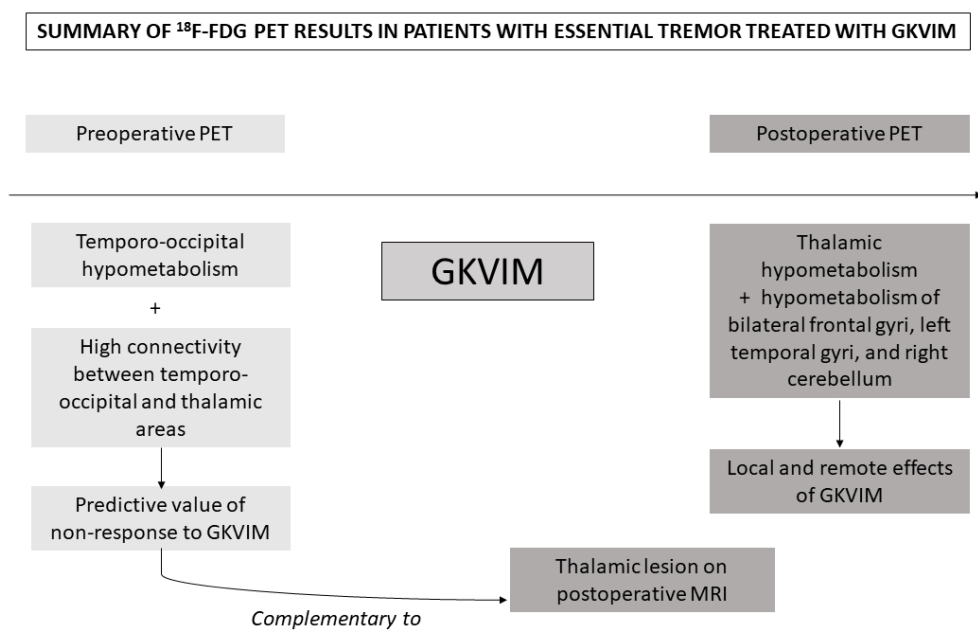 SUMMARY OF ¹⁸F-FDG PET RESULTS IN PATIENTS WITH ESSENTIAL TREMOR TREATED WITH GKVIM
Preoperative PET
Postoperative PET
Temporo-occipital
hypometabolism
+
High connectivity
between temporo-
occipital and thalamic
areas
Predictive value of
non-response to GKVIM
GKVIM
Thalamic
hypometabolism
+ hypometabolism of
bilateral frontal gyri, left
temporal gyri, and right
cerebellum
Local and remote effects
of GKVIM
Thalamic lesion on
postoperative MRI
Complementary to